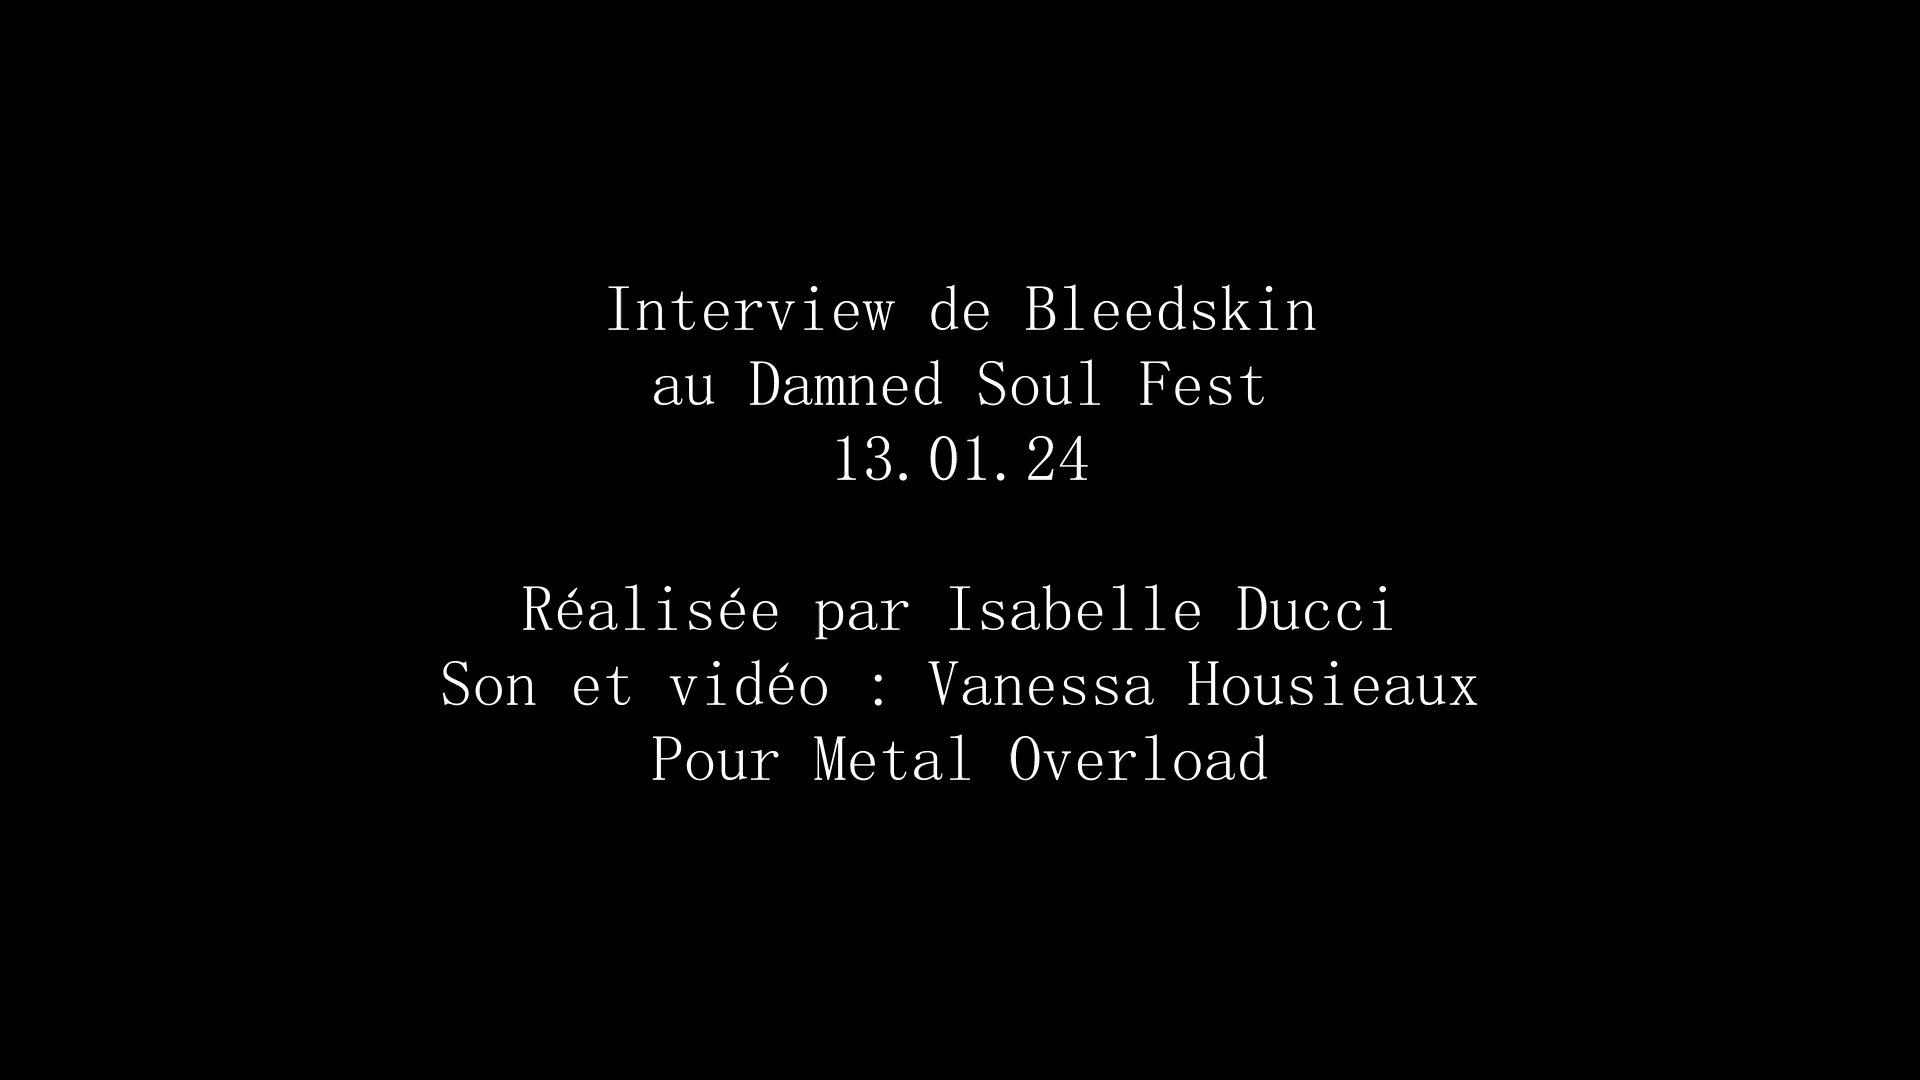 Interview de Bleedskin
au Damned Soul Fest
13.01.24
Réalisée par Isabelle Ducci
Son et vidéo : Vanessa Housieaux
Pour Metal Overload